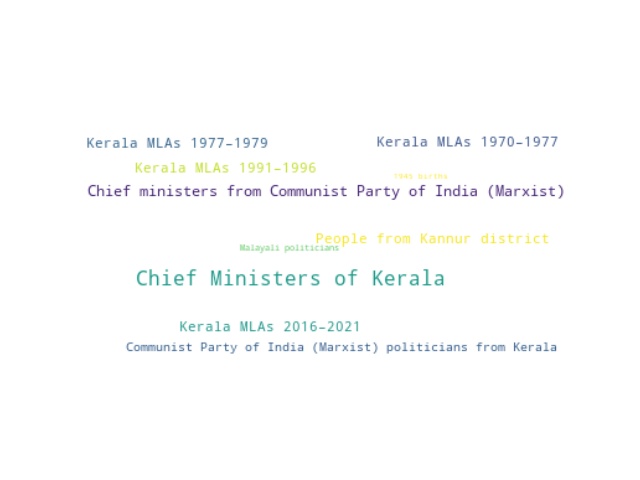 Kerala MLAs 1977–1979
Kerala MLAs 1970–1977
Kerala MLAs 1991–1996
1945 births
Chief ministers from Communist Party of India (Marxist)
People from Kannur district
Malayali politicians
Chief Ministers of Kerala
Kerala MLAs 2016–2021
Communist Party of India (Marxist) politicians from Kerala